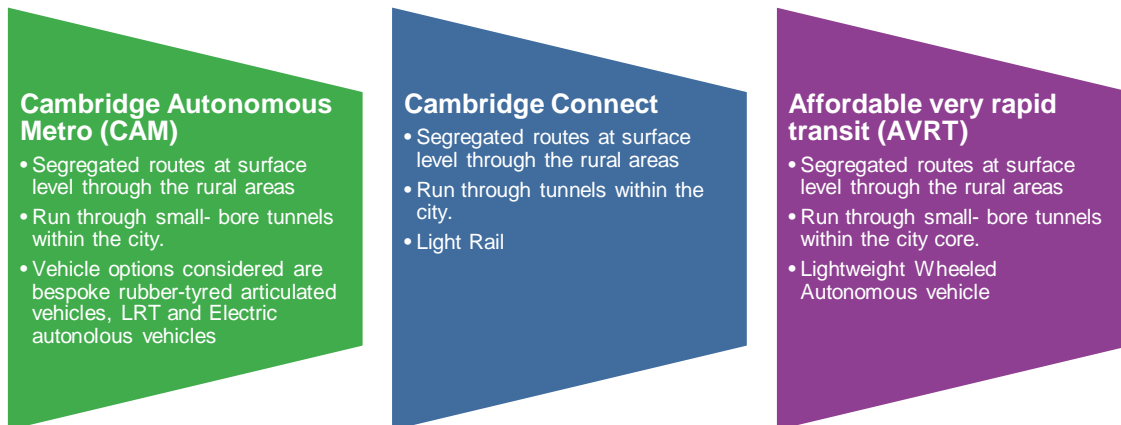 Cambridge Autonomous
Metro (CAM)
• Segregated routes at surface
level through the rural areas
• Run through small- bore tunnels
within the city.
• Vehicle options considered are
bespoke rubber-tyred articulated
vehicles, LRT and Electric
autonolous vehicles
Cambridge Connect
• Segregated routes at surface
level through the rural areas
• Run through tunnels within the
city.
• Light Rail
Affordable very rapid
transit (AVRT)
• Segregated routes at surface
level through the rural areas
• Run through small- bore tunnels
within the city core.
• Lightweight Wheeled
Autonomous vehicle